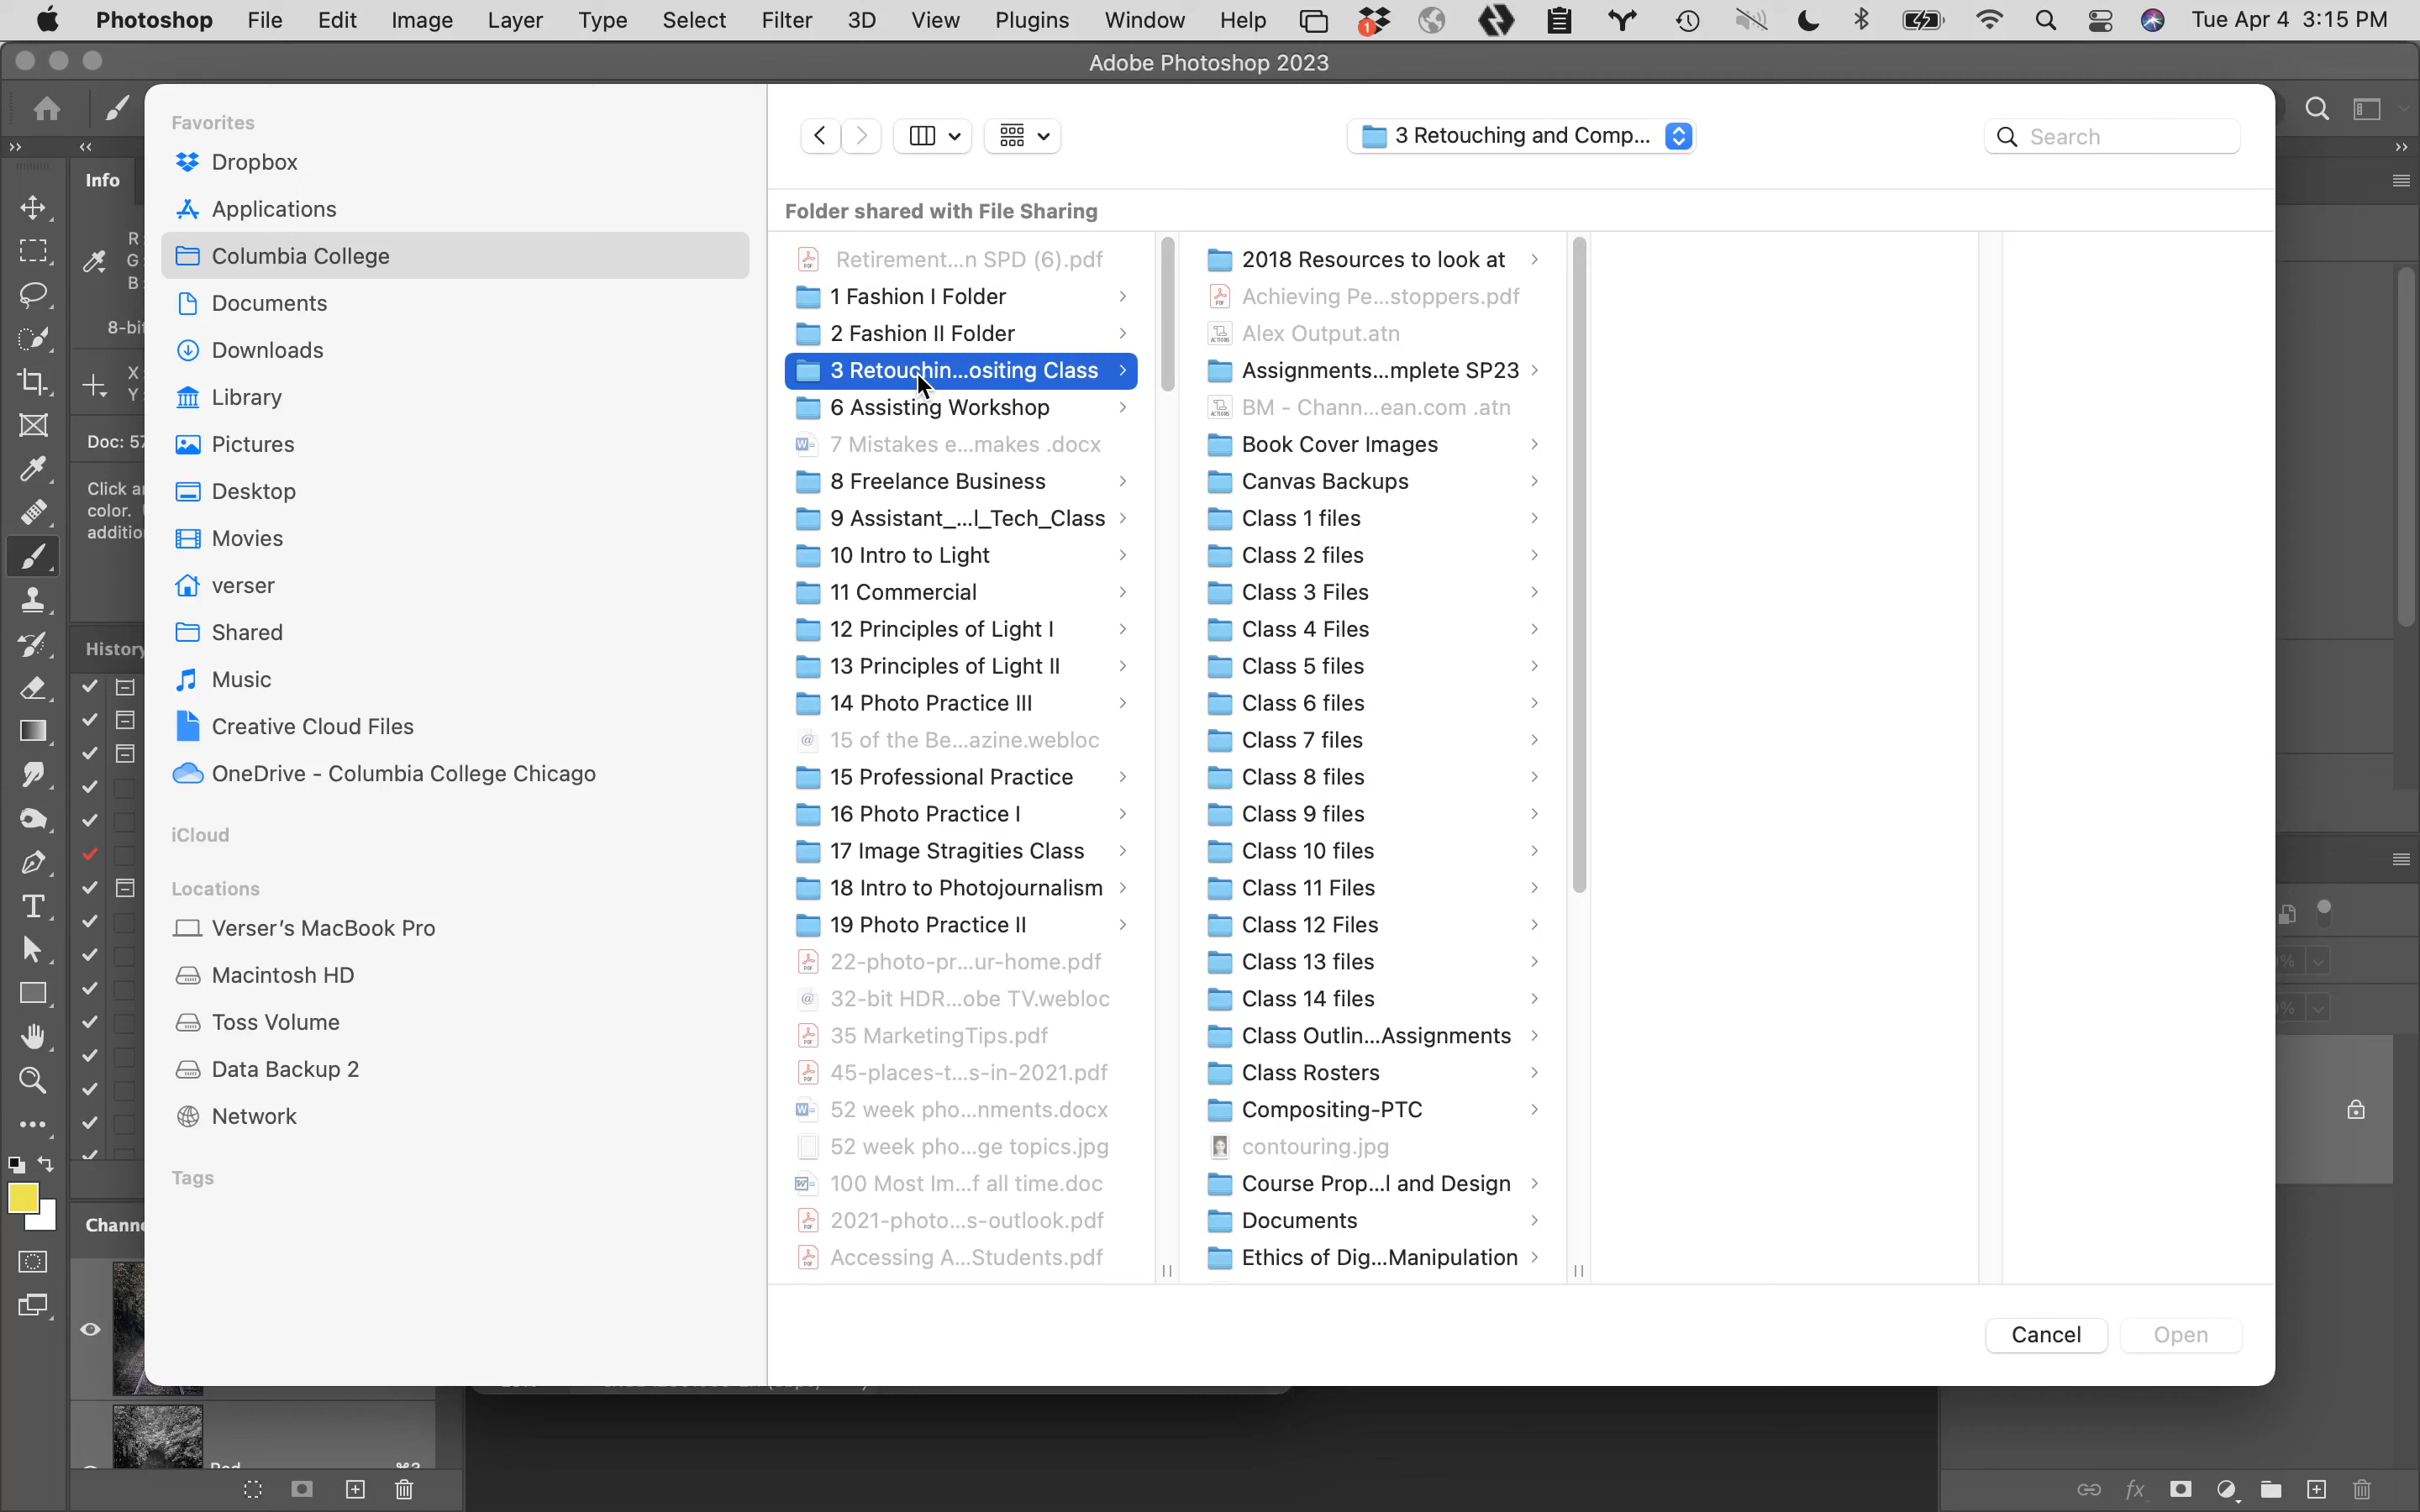 Photoshop File Edit Image Layer Type Select Filter 3D View Plugins Window Help 1 Tue Apr 4 3:15 PM
Adobe Photoshop 2023
Info
R
G
B
8-bi
X
Y
Doc: 57
Click a
color.
additio
History
Chann
Favorites
Dropbox
Applications
Columbia College
Documents
Downloads
Library
Pictures
Desktop
Movies
verser
Shared
Music
Creative Cloud Files
OneDrive - Columbia College Chicago
iCloud
Locations
Verser's MacBook Pro
Macintosh HD
Toss Volume
Data Backup 2
Network
Tags
3 Retouching and Comp...
Search
Folder shared with File Sharing
Retirement...n SPD (6).pdf
1 Fashion I Folder
2 Fashion II Folder
3 Retouchin...ositing Class
6 Assisting Workshop
7 Mistakes e...makes .docx
8 Freelance Business
9 Assistant_...l_Tech_Class
10 Intro to Light
11 Commercial
12 Principles of Light I
13 Principles of Light II
14 Photo Practice III
15 of the Be...azine.webloc
15 Professional Practice
16 Photo Practice I
17 Image Stragities Class
18 Intro to Photojournalism
19 Photo Practice II
22-photo-pr...ur-home.pdf
32-bit HDR...obe TV.webloc
35 MarketingTips.pdf
45-places-t...s-in-2021.pdf
52 week pho...nments.docx
52 week pho...ge topics.jpg
100 Most Im...f all time.doc
2021-photo...s-outlook.pdf
Accessing A...Students.pdf
2018 Resources to look at
Achieving Pe...stoppers.pdf
Alex Output.atn
Assignments...mplete SP23
BM - Chann...ean.com .atn
Book Cover Images
Canvas Backups
Class 1 files
Class 2 files
Class 3 Files
Class 4 Files
Class 5 files
Class 6 files
Class 7 files
Class 8 files
Class 9 files
Class 10 files
Class 11 Files
Class 12 Files
Class 13 files
Class 14 files
Class Outlin...Assignments
Class Rosters
Compositing-PTC
contouring.jpg
Course Prop...l and Design
Documents
Ethics of Dig...Manipulation
Cancel Open